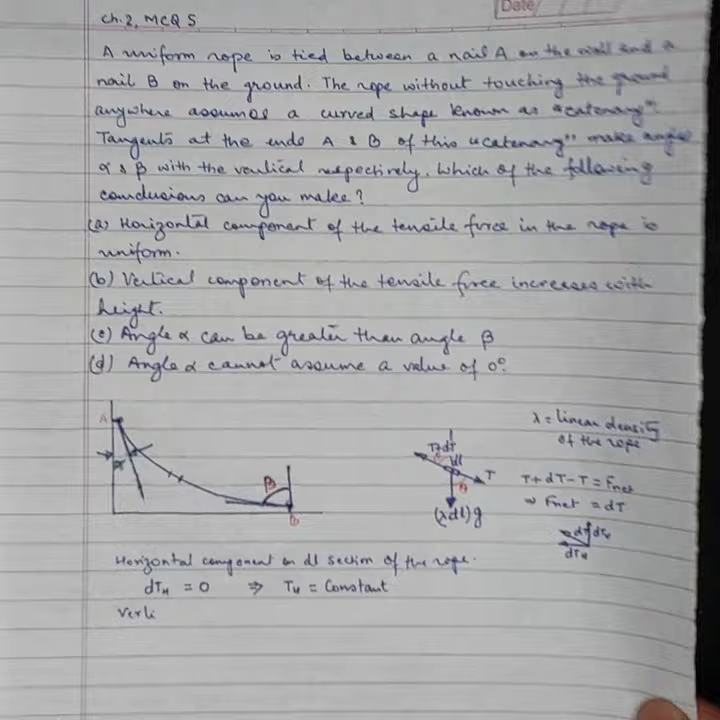 Date
Ch.2, MCQ 5
A uniform rope is tied between a nail A on the wall and a
nail B on the ground. The rope without touching the ground
anywhere assumes a curved shape known as "catenary".
Tangents at the ends A & B of this "catenary" make angle
α & β with the vertical respectively. Which of the following
conclusions can you make?
(a) Horizontal component of the tensile force in the rope is
uniform.
(b) Vertical component of the tensile force increases with
height.
(c) Angle α can be greater than angle β
(d) Angle α cannot assume a value of 0°.
A
α
β
B
T+dT
dl
T
(λdl)g
λ = linear density
of the rope
T+dT-T = Fnet
⇒ Fnet = dT
dT dTv
dTH
Horizontal component on dl section of the rope.
dTH = 0 ⇒ TH = Constant
Verti